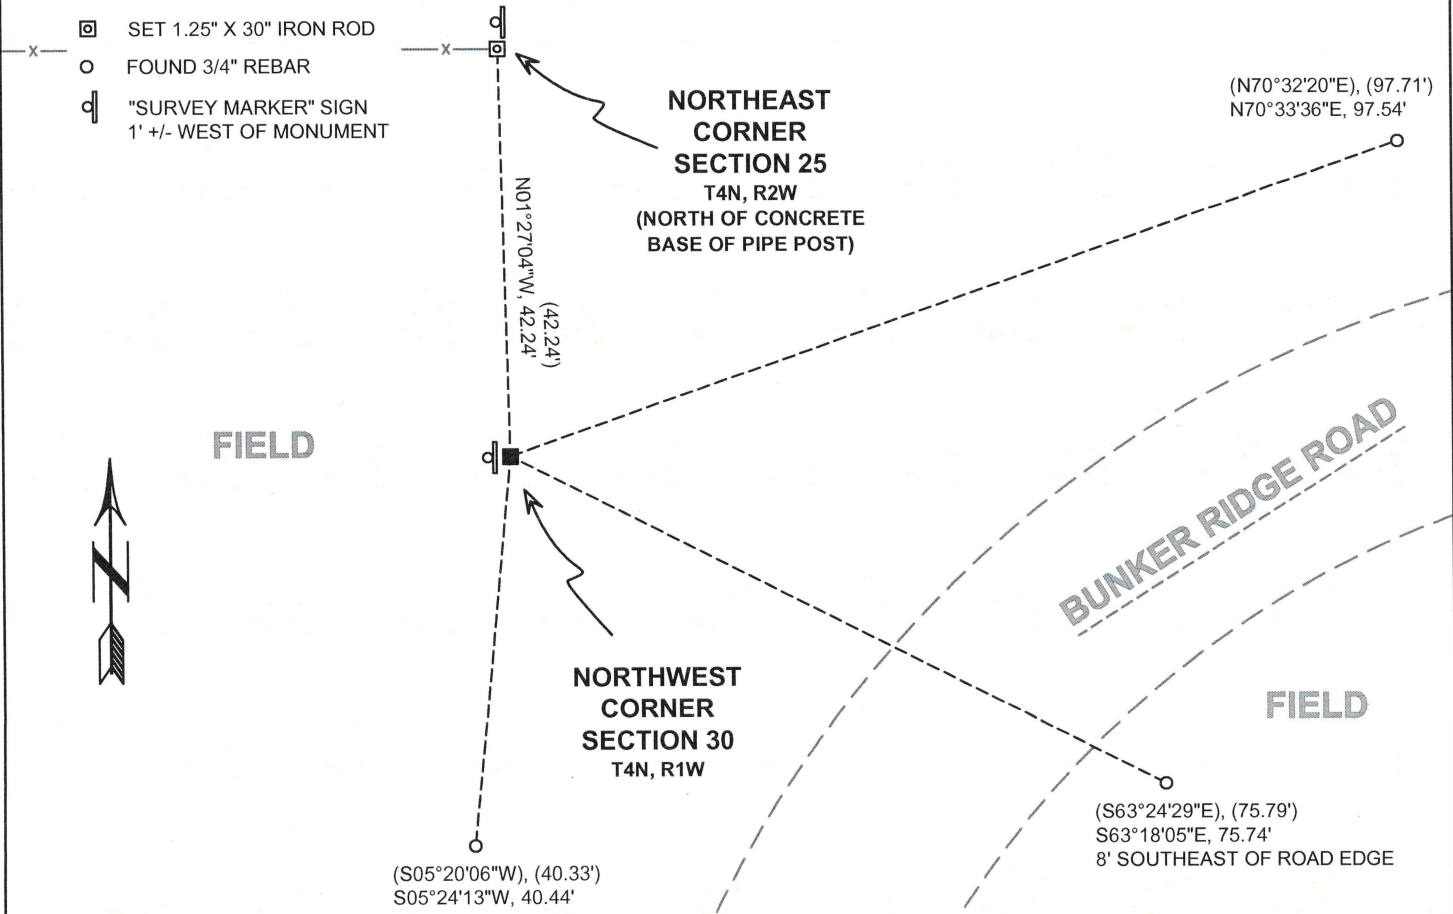 SET 1.25" X 30" IRON ROD
X
X
FOUND 3/4" REBAR
"SURVEY MARKER" SIGN
1' +/- WEST OF MONUMENT
NORTHEAST
CORNER
SECTION 25
T4N, R2W
(NORTH OF CONCRETE
BASE OF PIPE POST)
(N70°32'20"E), (97.71')
N70°33'36"E, 97.54'
(42.24')
N01°27'04"W, 42.24'
FIELD
N
BUNKER RIDGE ROAD
NORTHWEST
CORNER
SECTION 30
T4N, R1W
FIELD
(S63°24'29"E), (75.79')
S63°18'05"E, 75.74'
8' SOUTHEAST OF ROAD EDGE
(S05°20'06"W), (40.33')
S05°24'13"W, 40.44'